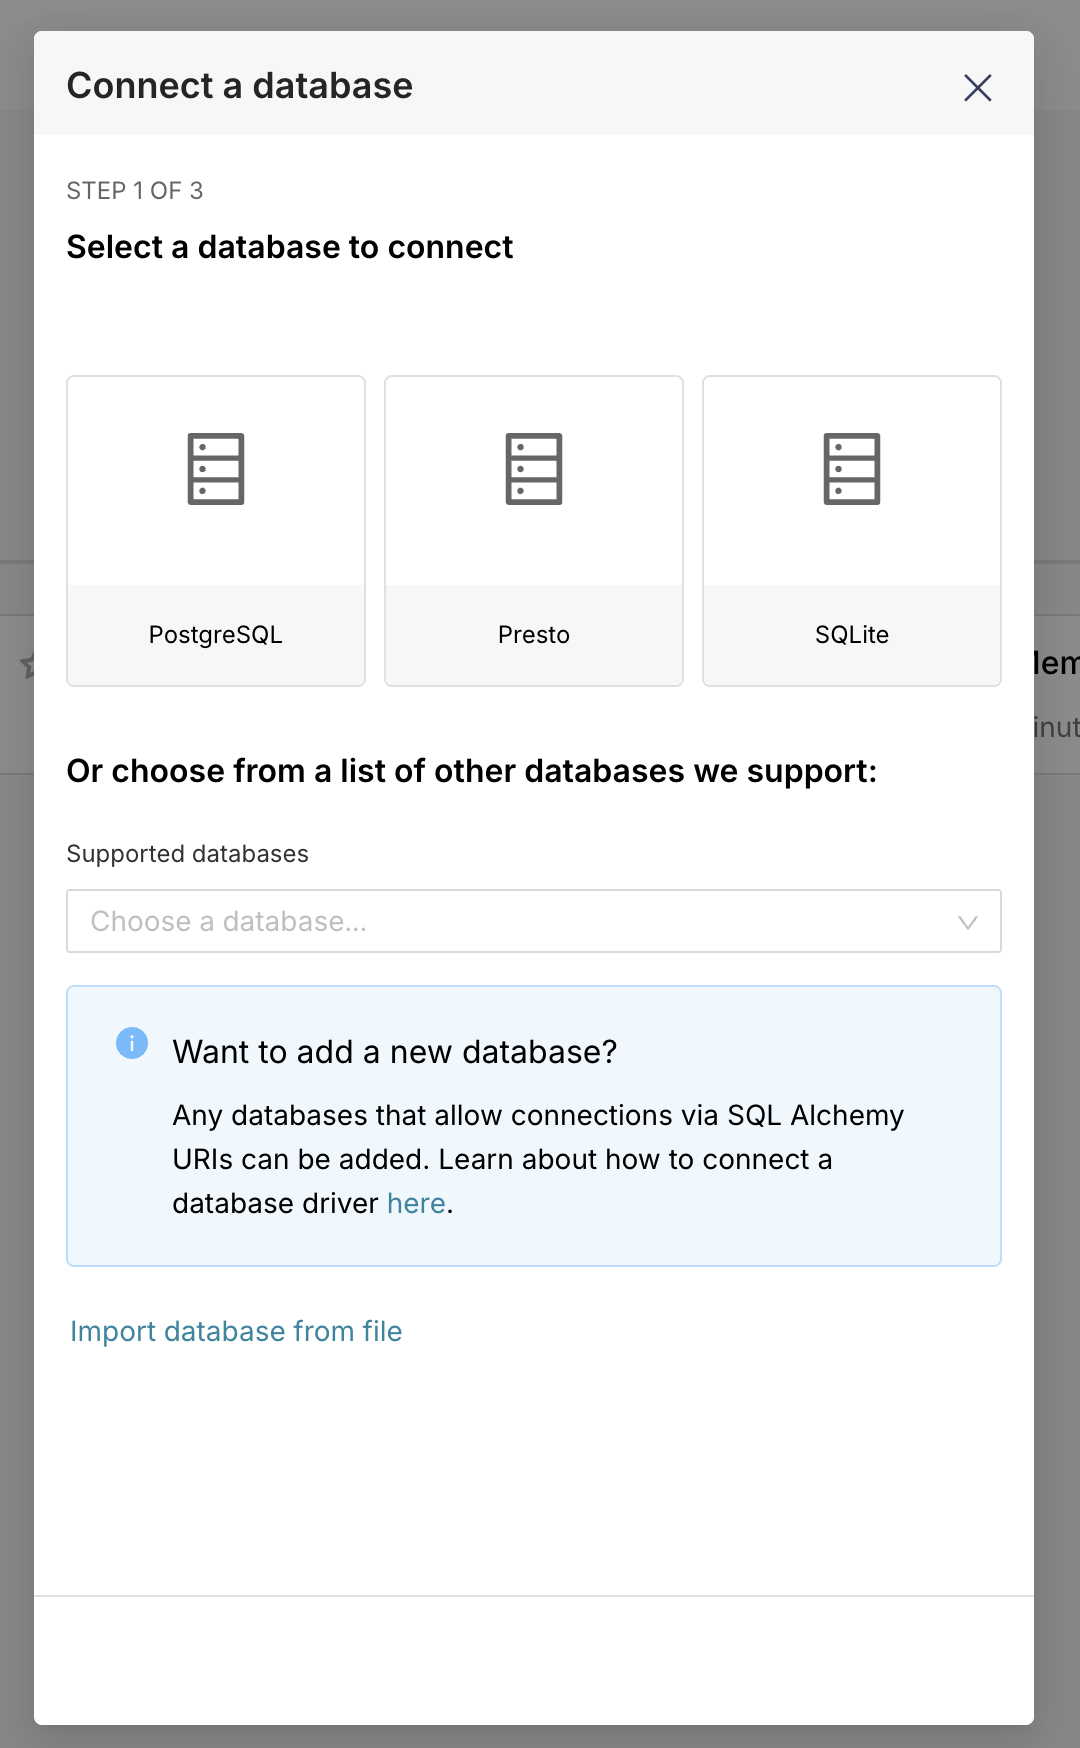 Connect a database
STEP 1 OF 3
Select a database to connect
PostgreSQL
Presto
SQLite
Or choose from a list of other databases we support:
Supported databases
Choose a database...
Want to add a new database?
Any databases that allow connections via SQL Alchemy
URIs can be added. Learn about how to connect a
database driver here.
Import database from file